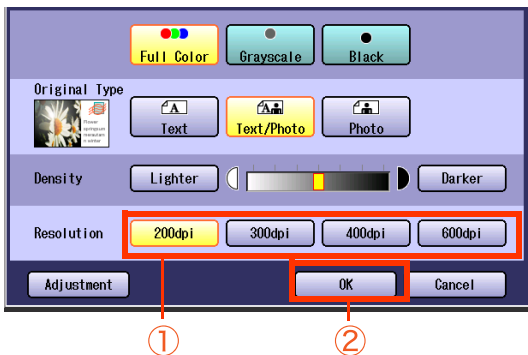 Full Color Grayscale Black
Original Type
A
A
Text Text/Photo Photo
Density Lighter Darker
Resolution 200dpi 300dpi 400dpi 600dpi
Adjustment OK Cancel
① ②